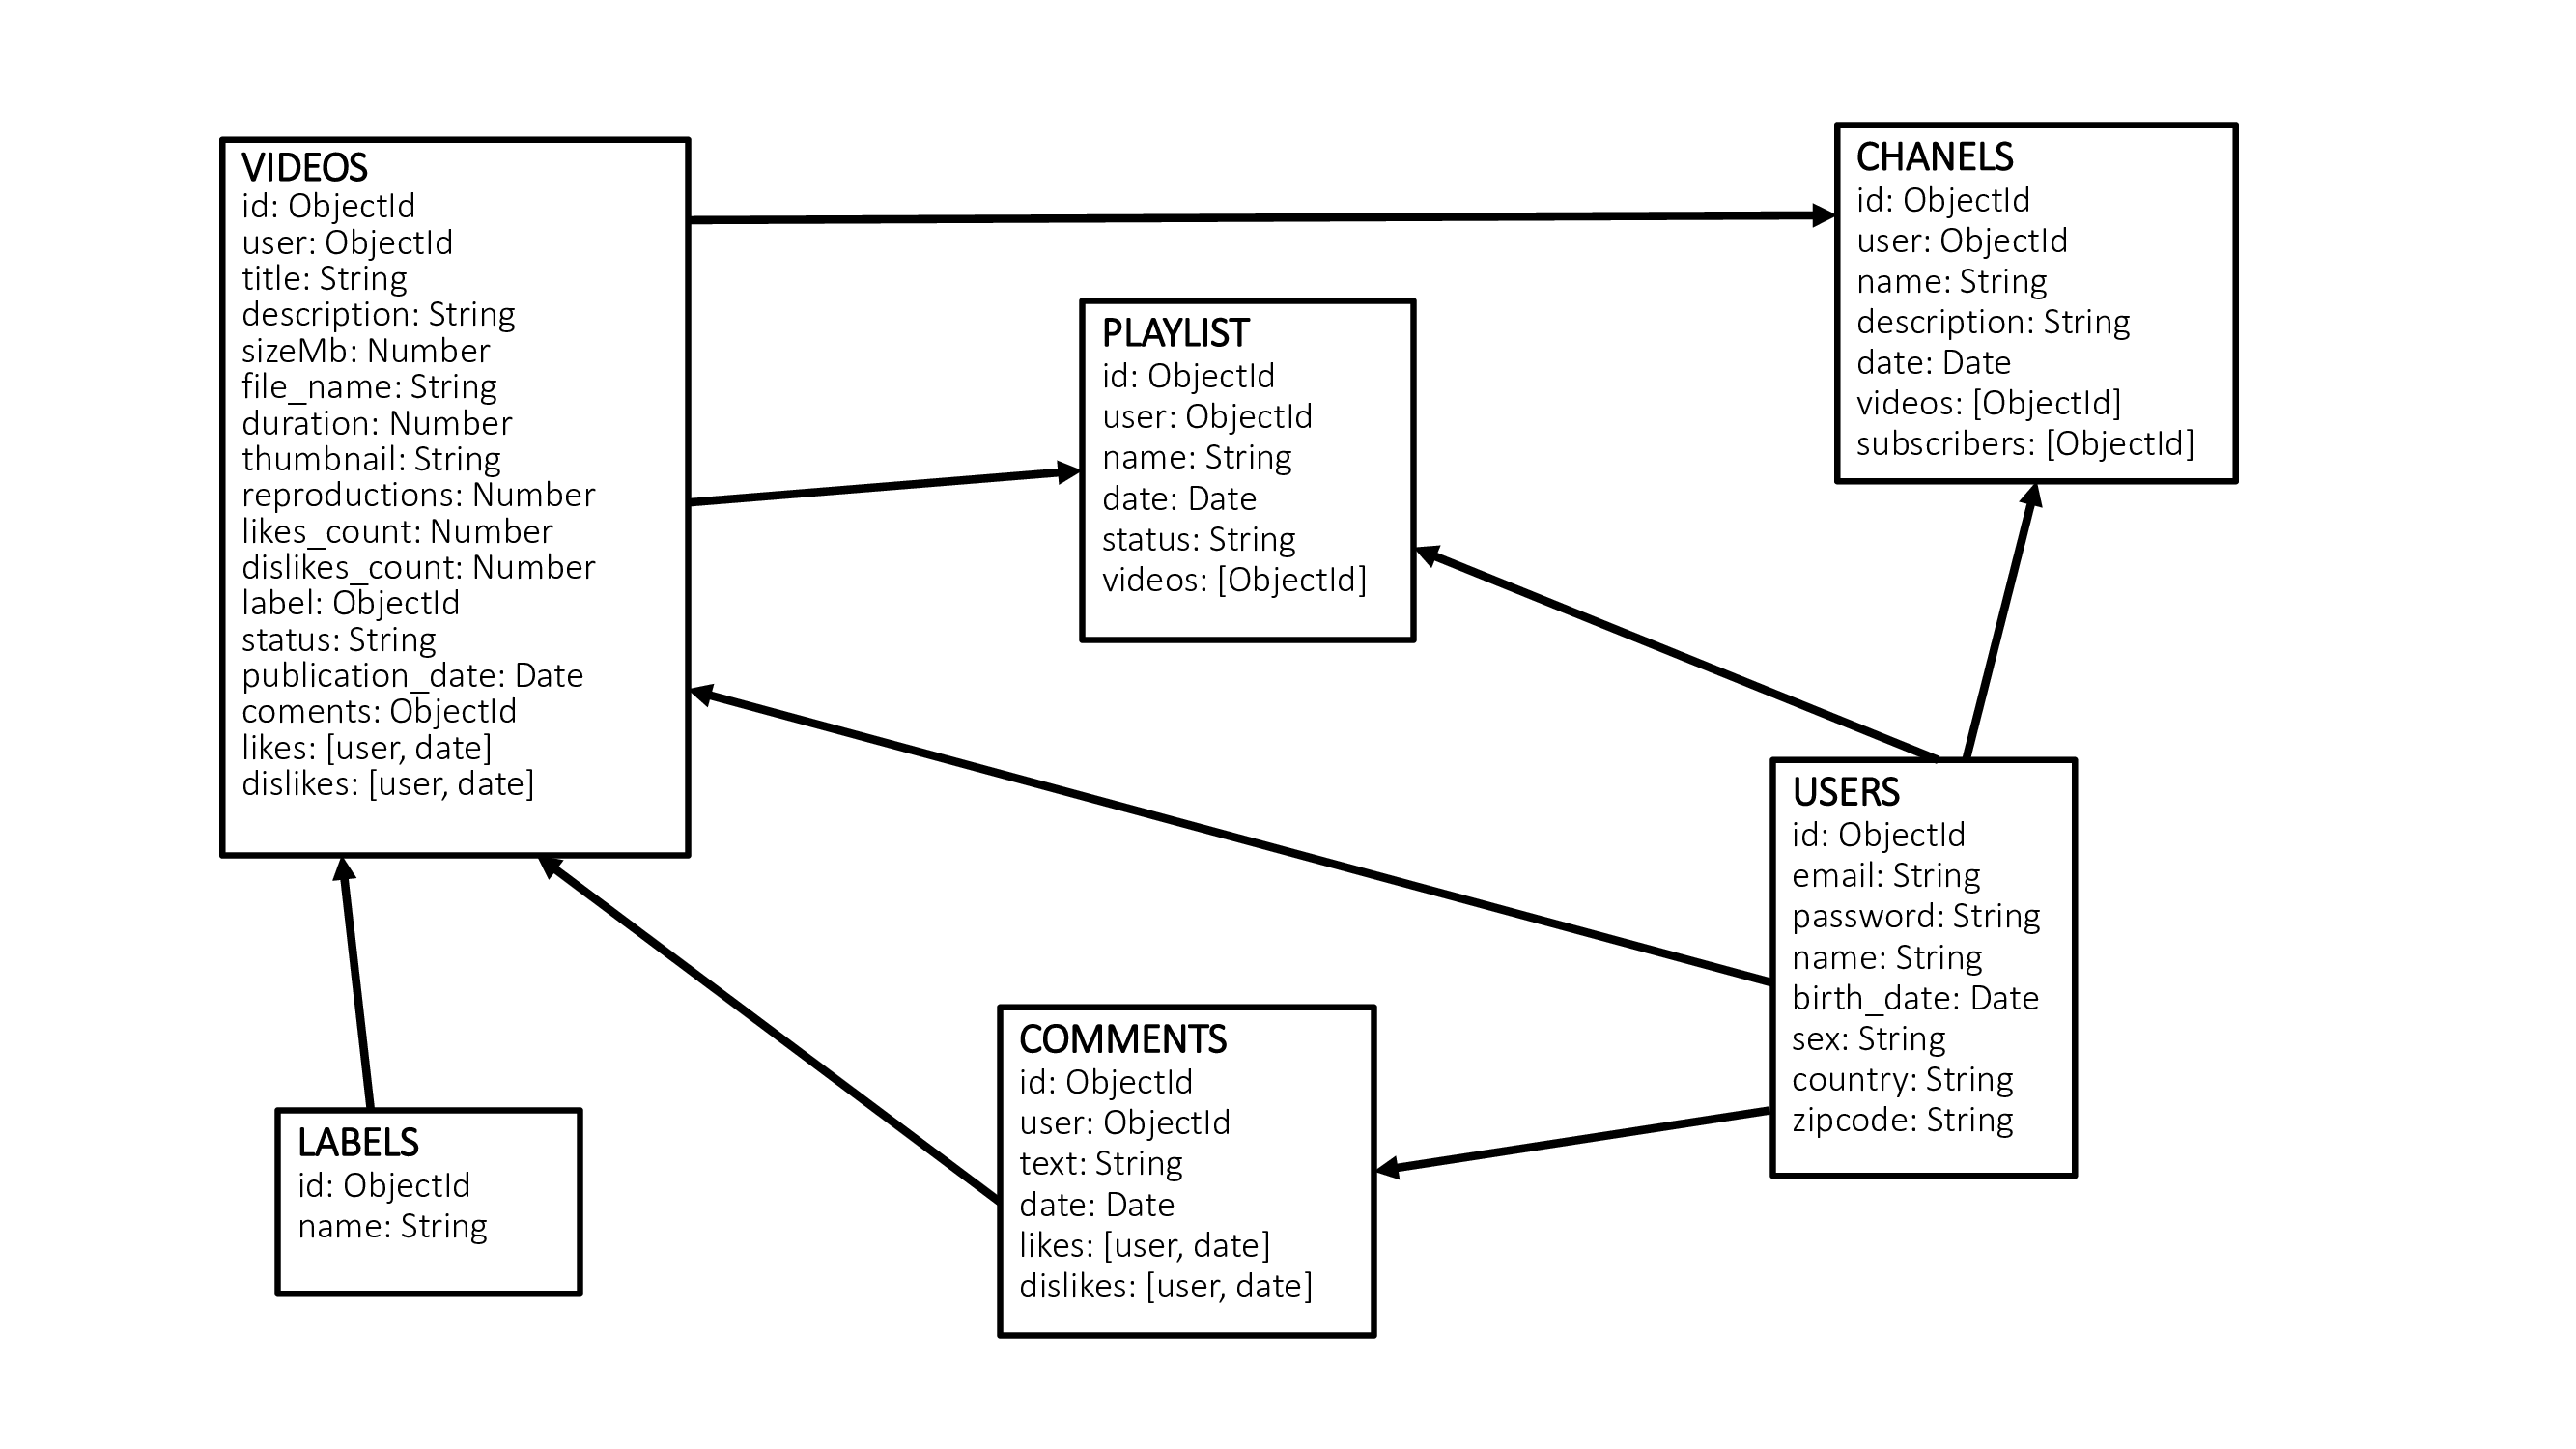 VIDEOS
id: ObjectId
user: ObjectId
title: String
description: String
sizeMb: Number
file_name: String
duration: Number
thumbnail: String
reproductions: Number
likes_count: Number
dislikes_count: Number
label: ObjectId
status: String
publication_date: Date
coments: ObjectId
likes: [user, date]
dislikes: [user, date]
PLAYLIST
id: ObjectId
user: ObjectId
name: String
date: Date
status: String
videos: [ObjectId]
CHANELS
id: ObjectId
user: ObjectId
name: String
description: String
date: Date
videos: [ObjectId]
subscribers: [ObjectId]
LABELS
id: ObjectId
name: String
COMMENTS
id: ObjectId
user: ObjectId
text: String
date: Date
likes: [user, date]
dislikes: [user, date]
USERS
id: ObjectId
email: String
password: String
name: String
birth_date: Date
sex: String
country: String
zipcode: String